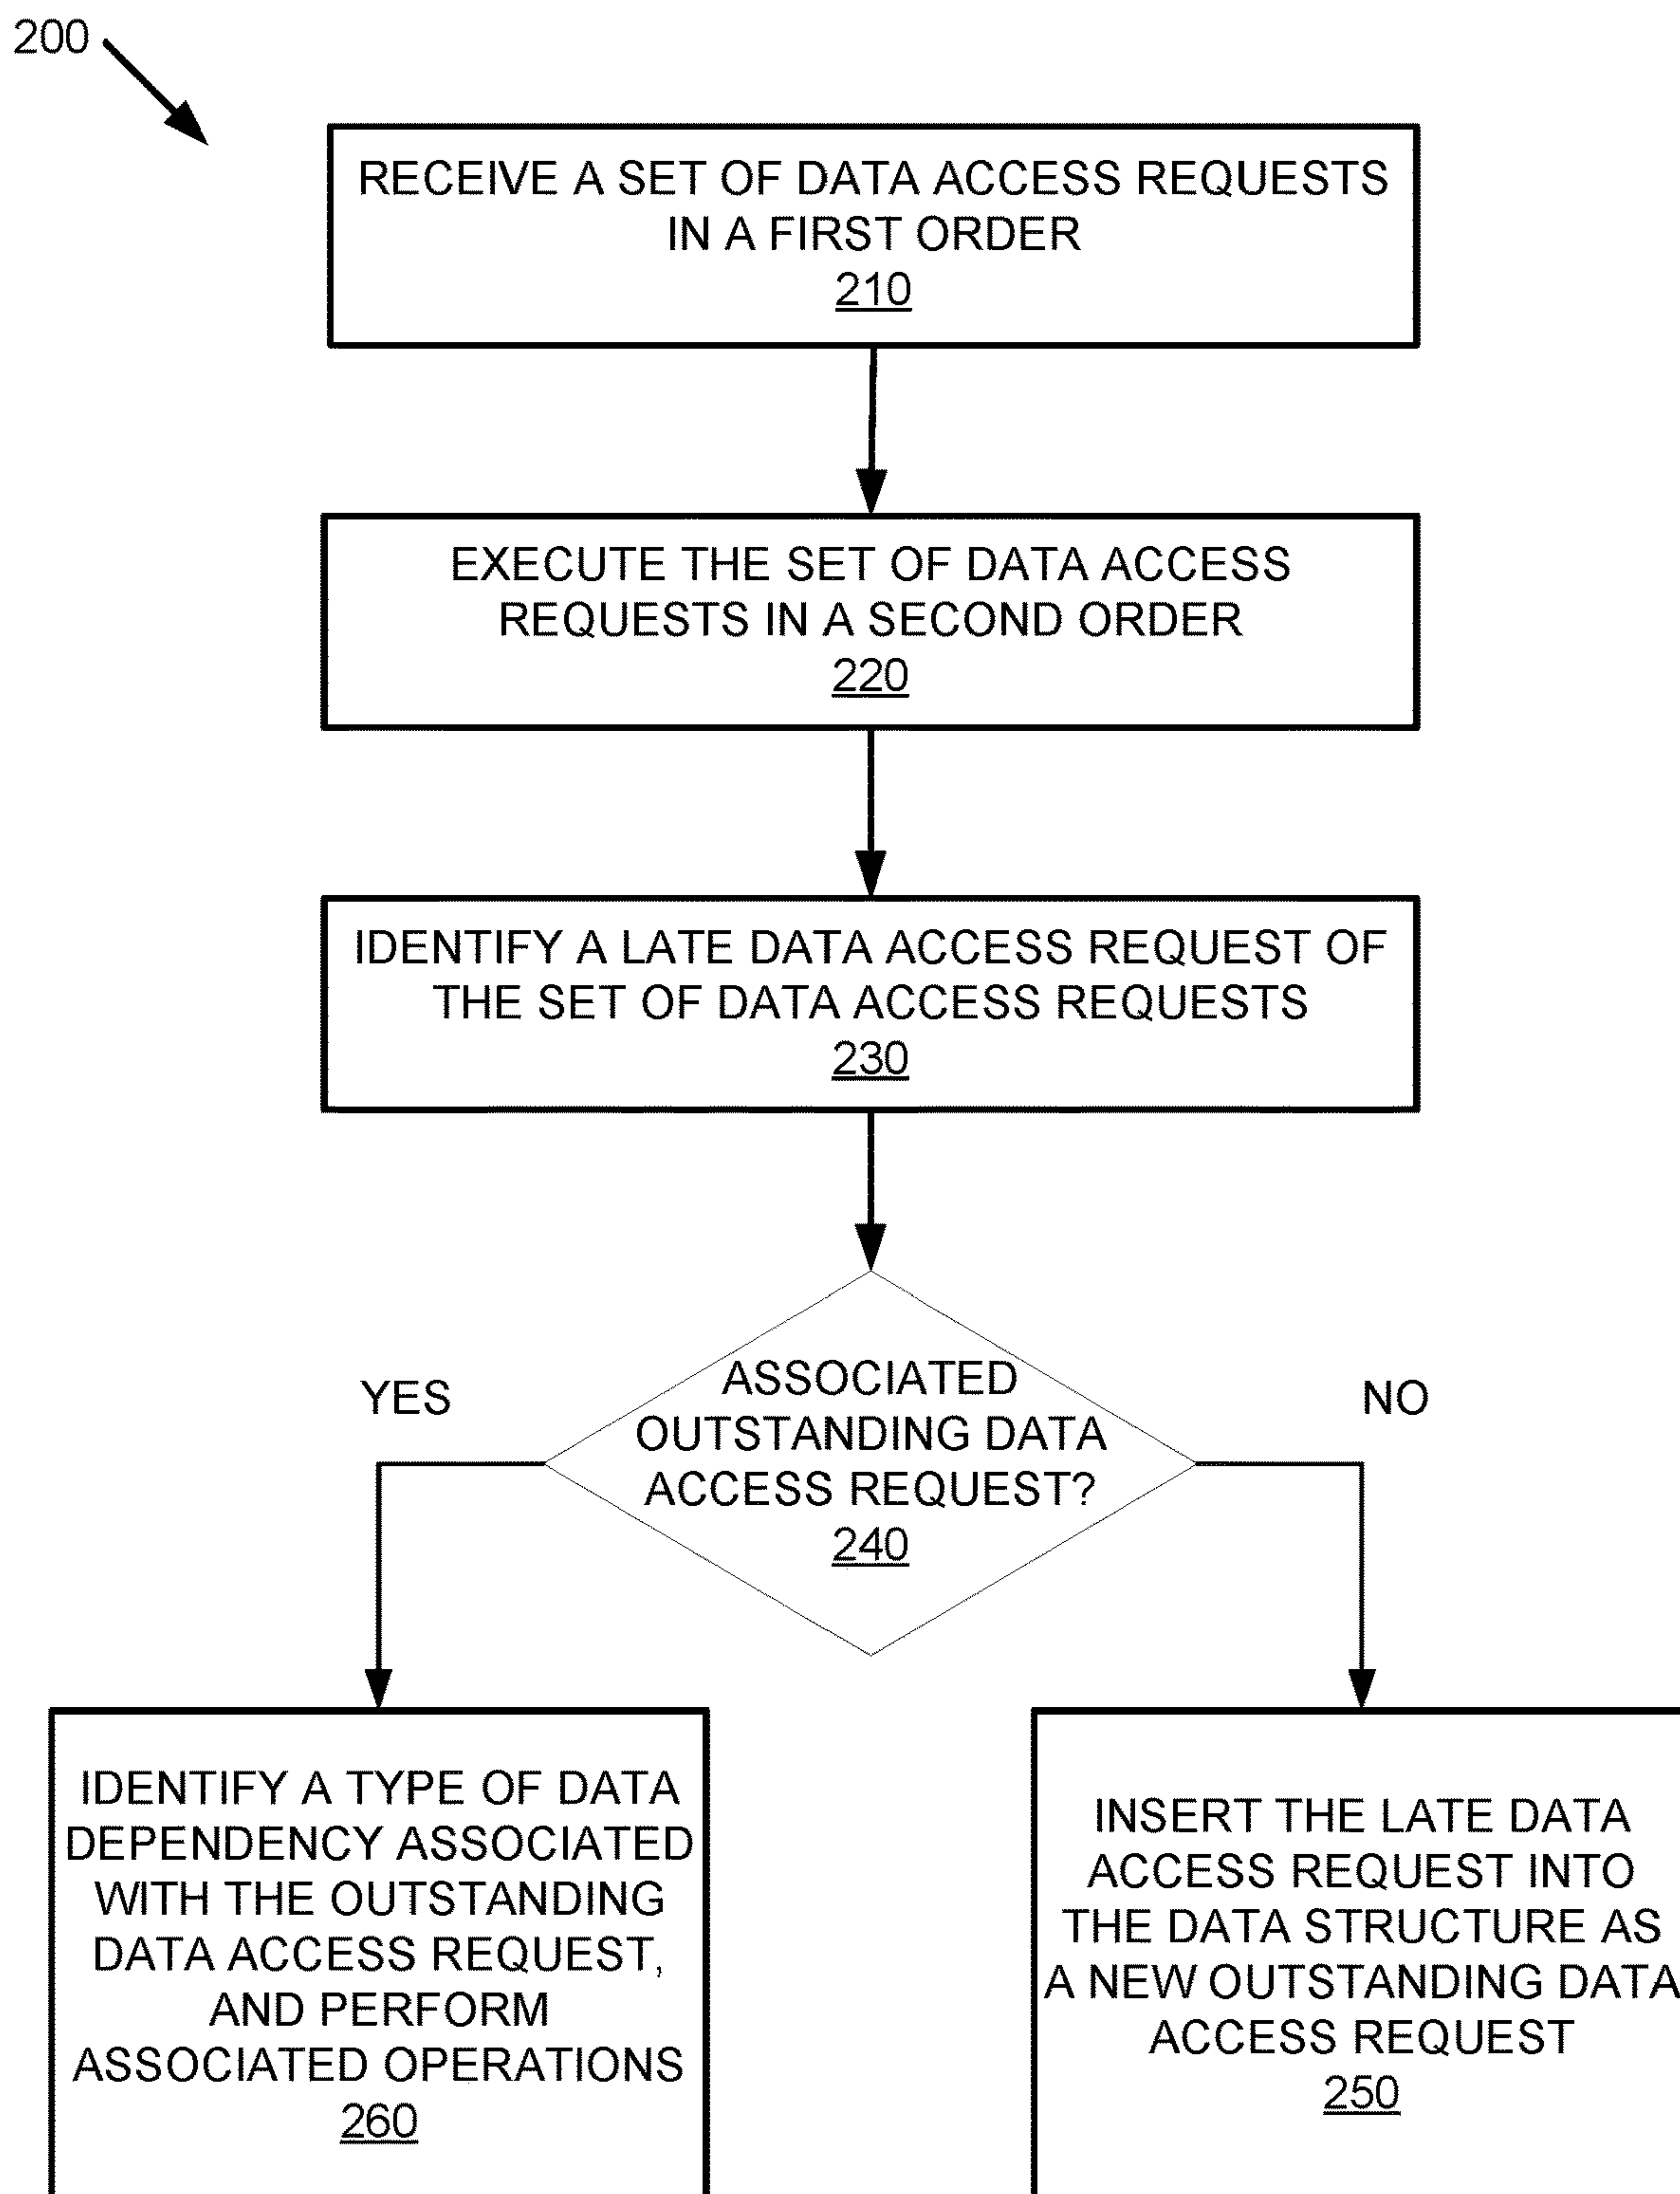 200
RECEIVE A SET OF DATA ACCESS REQUESTS
IN A FIRST ORDER
210
EXECUTE THE SET OF DATA ACCESS
REQUESTS IN A SECOND ORDER
220
IDENTIFY A LATE DATA ACCESS REQUEST OF
THE SET OF DATA ACCESS REQUESTS
230
ASSOCIATED
OUTSTANDING DATA
ACCESS REQUEST?
240
YES
NO
IDENTIFY A TYPE OF DATA
DEPENDENCY ASSOCIATED
WITH THE OUTSTANDING
DATA ACCESS REQUEST,
AND PERFORM
ASSOCIATED OPERATIONS
260
INSERT THE LATE DATA
ACCESS REQUEST INTO
THE DATA STRUCTURE AS
A NEW OUTSTANDING DATA
ACCESS REQUEST
250